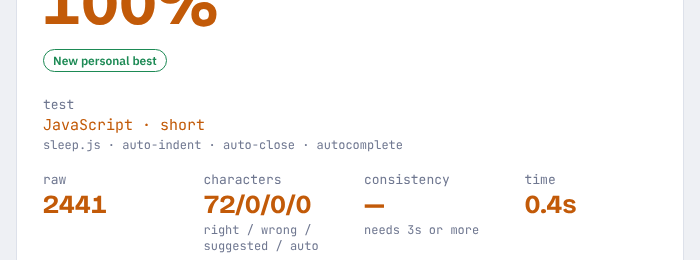 100%
New personal best
test
JavaScript · short
sleep.js · auto-indent · auto-close · autocomplete
raw
2441
characters
72/0/0/0
right / wrong /
suggested / auto
consistency
—
needs 3s or more
time
0.4s